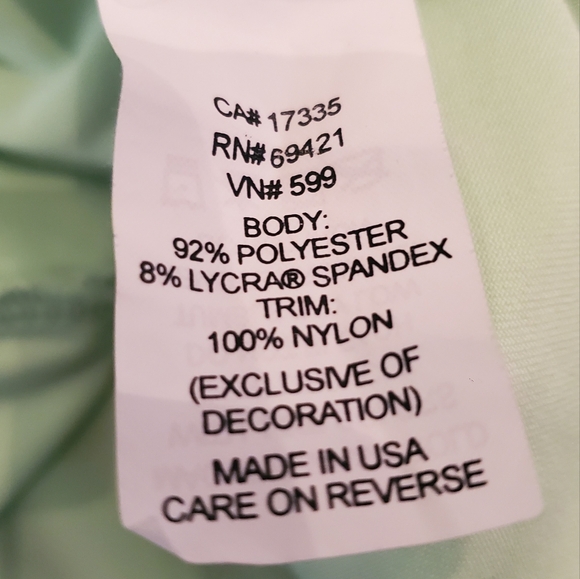 CA# 17335
RN# 69421
VN# 599
BODY:
92% POLYESTER
8% LYCRA® SPANDEX
TRIM:
100% NYLON
(EXCLUSIVE OF
DECORATION)
MADE IN USA
CARE ON REVERSE